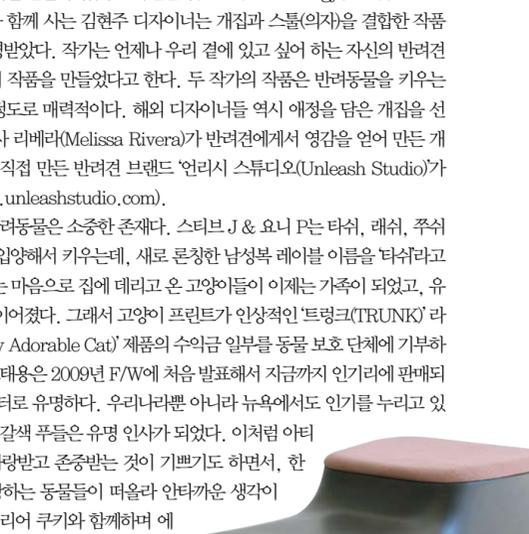 함께 사는 김현주 디자이너는 개집과 스툴(의자)을 결합한 작품
받았다. 작가는 언제나 우리 곁에 있고 싶어 하는 자신의 반려견
작품을 만들었다고 한다. 두 작가의 작품은 반려동물을 키우는
정도로 매력적이다. 해외 디자이너들 역시 애정을 담은 개집을 선
리베라(Melissa Rivera)가 반려견에게서 영감을 얻어 만든 개
직접 만든 반려견 브랜드 ‘언리시 스튜디오(Unleash Studio)’가
.unleashstudio.com).
려동물은 소중한 존재다. 스티브 J & 요니 P는 타쉬, 래쉬, 쭈쉬
입양해서 키우는데, 새로 론칭한 남성복 레이블 이름을 ‘타쉬’라고
는 마음으로 집에 데리고 온 고양이들이 이제는 가족이 되었고, 유
이어졌다. 그래서 고양이 프린트가 인상적인 ‘트렁크(TRUNK)’ 라
y Adorable Cat)’ 제품의 수익금 일부를 동물 보호 단체에 기부하
태용은 2009년 F/W에 처음 발표해서 지금까지 인기리에 판매되
터로 유명하다. 우리나라뿐 아니라 뉴욕에서도 인기를 누리고 있
갈색 푸들은 유명 인사가 되었다. 이처럼 아티
사랑받고 존중받는 것이 기쁘기도 하면서, 한
하는 동물들이 떠올라 안타까운 생각이
리어 쿠키와 함께하며 에